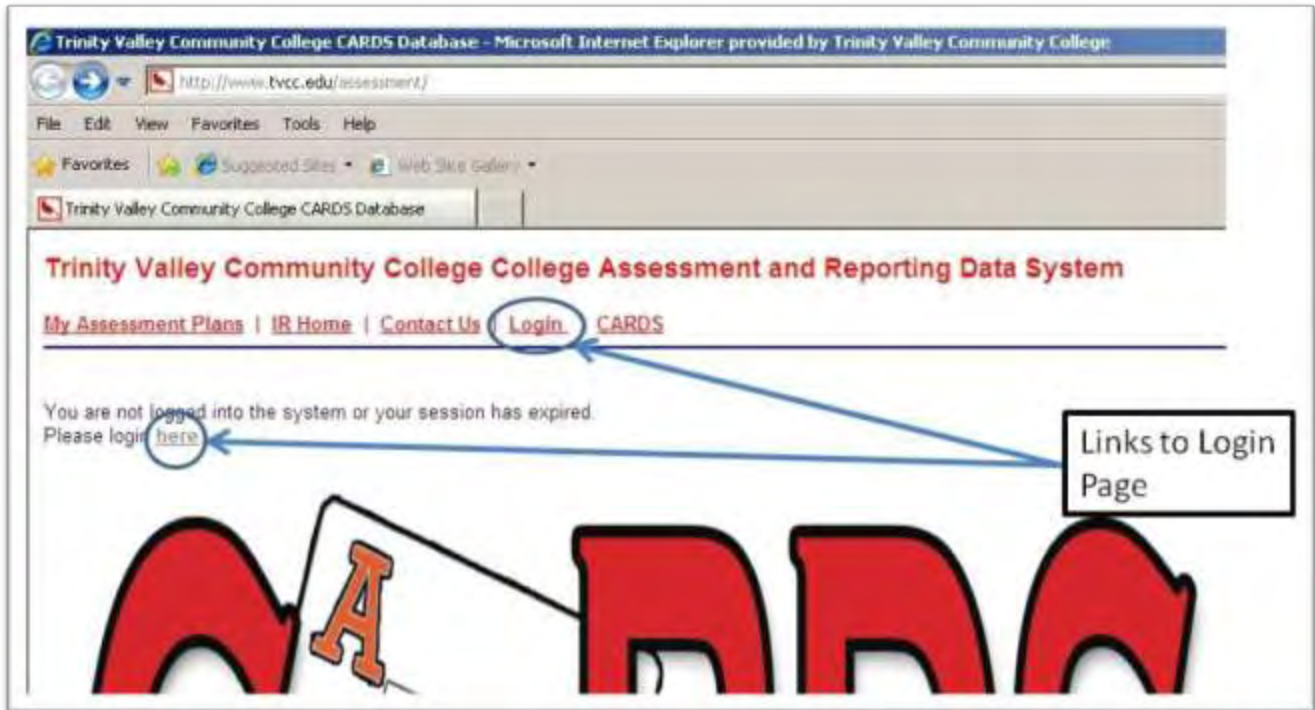 Trinity Valley Community College CARDS Database - Microsoft Internet Explorer provided by Trinity Valley Community College
http://www.tvcc.edu/assessment/
File Edit View Favorites Tools Help
Favorites Suggested Sites Web Slice Gallery
Trinity Valley Community College CARDS Database
Trinity Valley Community College College Assessment and Reporting Data System
My Assessment Plans | IR Home | Contact Us | Login CARDS
You are not logged into the system or your session has expired.
Please login here
Links to Login
Page
CARDS